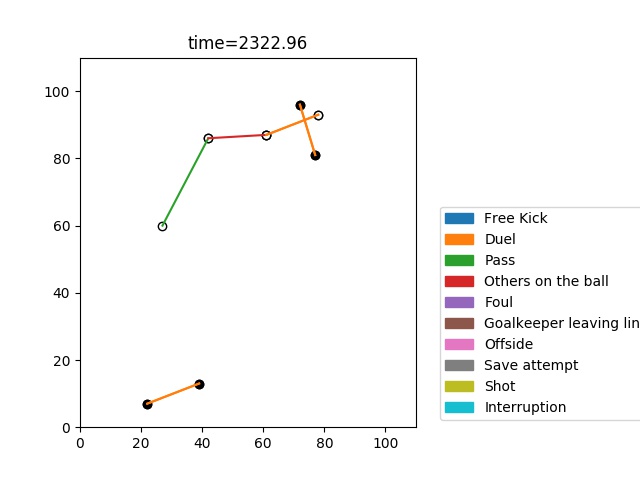 time=2322.96
100
80
60
40
20
0
0 20 40 60 80 100
Free Kick
Duel
Pass
Others on the ball
Foul
Goalkeeper leaving lin
Offside
Save attempt
Shot
Interruption